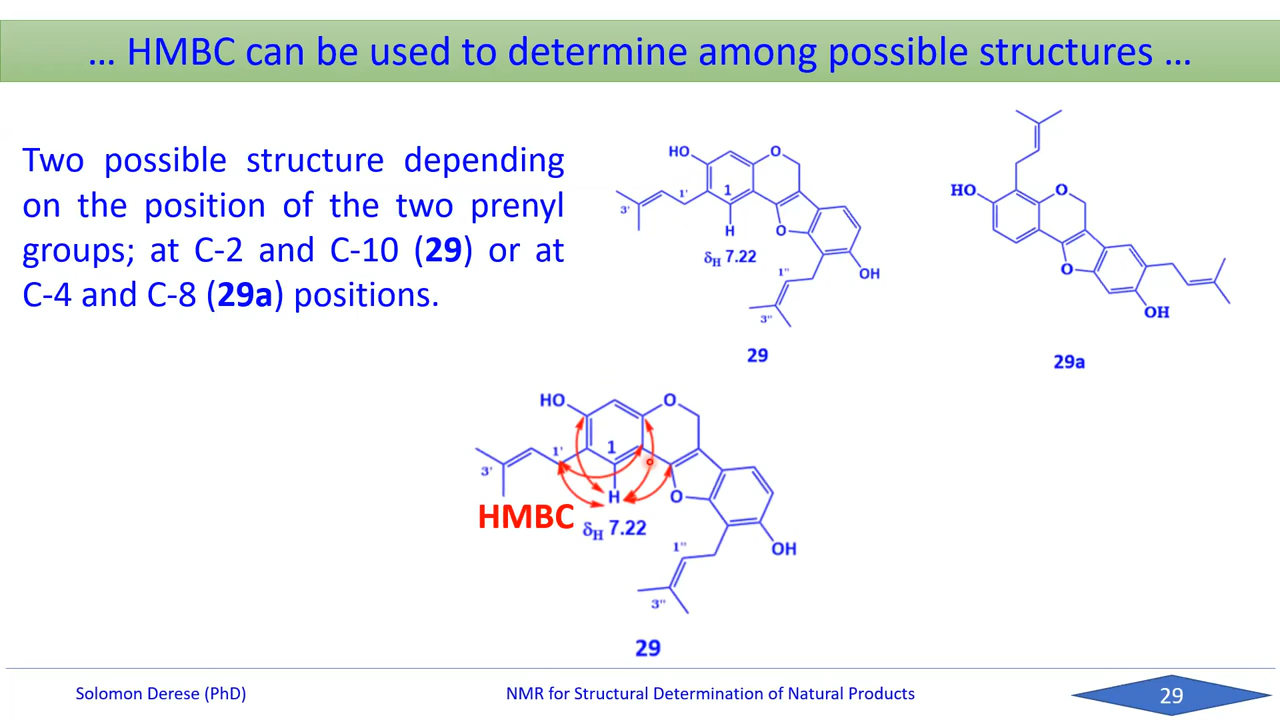 … HMBC can be used to determine among possible structures …
Two possible structure depending
on the position of the two prenyl
groups; at C-2 and C-10 (29) or at
C-4 and C-8 (29a) positions.
HO
O
1'
1
3'
H
O
δH 7.22
1"
OH
3"
29
HO
O
O
OH
29a
HO
O
1'
1
3'
H
O
HMBC
δH 7.22
1"
OH
3"
29
Solomon Derese (PhD)
NMR for Structural Determination of Natural Products
29